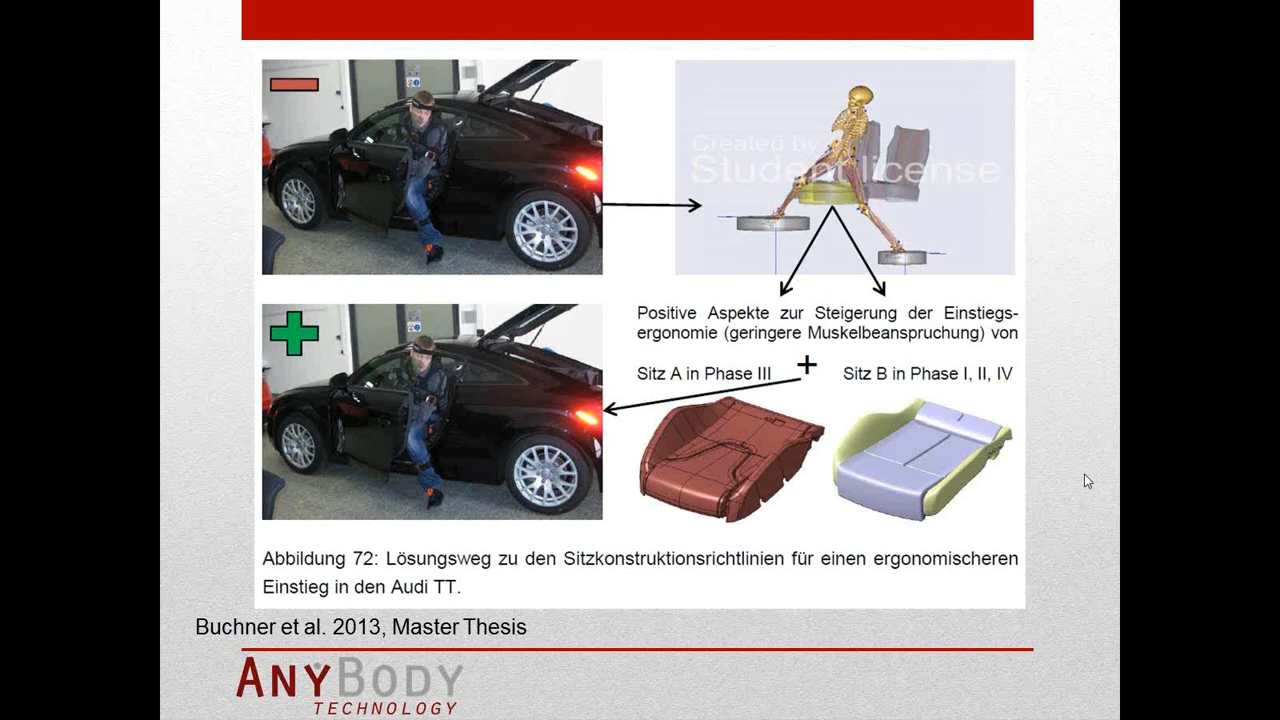 Created by
Student license
Positive Aspekte zur Steigerung der Einstiegs-
ergonomie (geringere Muskelbeanspruchung) von
Sitz A in Phase III
+
Sitz B in Phase I, II, IV
Abbildung 72: Lösungsweg zu den Sitzkonstruktionsrichtlinien für einen ergonomischeren
Einstieg in den Audi TT.
Buchner et al. 2013, Master Thesis
ANYBODY
TECHNOLOGY